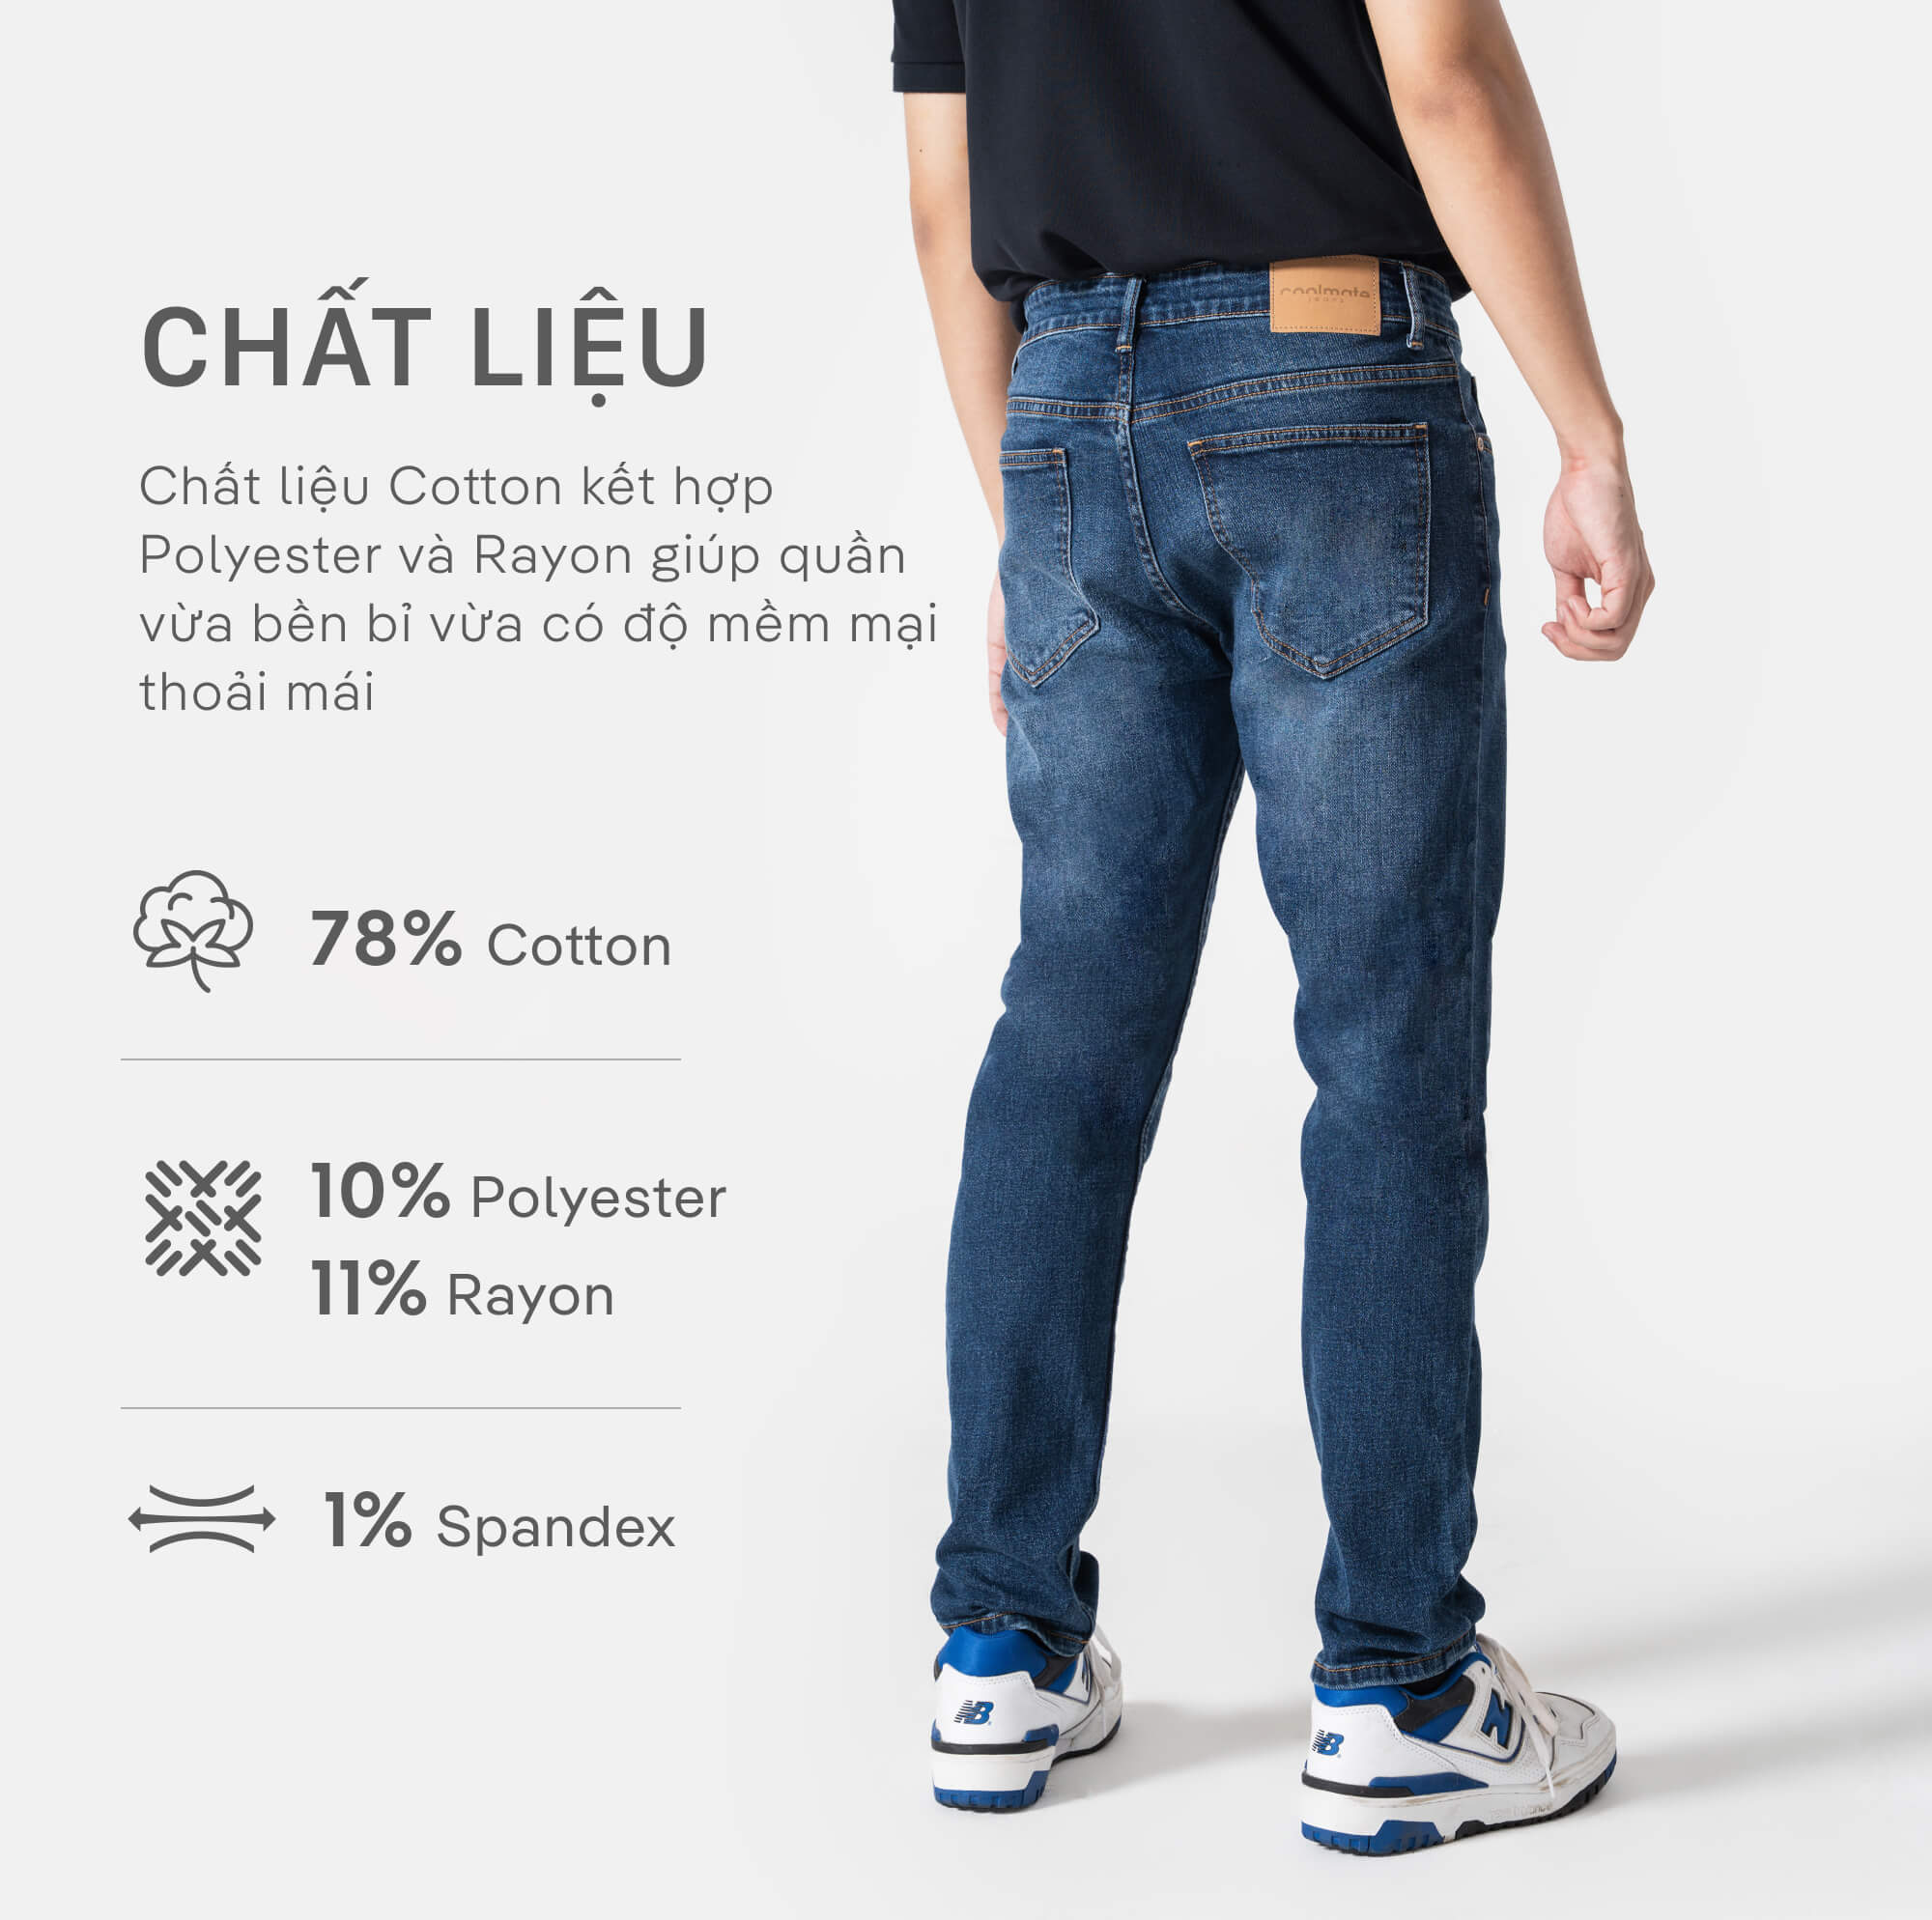 CHẤT LIỆU
Chất liệu Cotton kết hợp
Polyester và Rayon giúp quần
vừa bền bỉ vừa có độ mềm mại
thoải mái
78% Cotton
10% Polyester
11% Rayon
1% Spandex
coolmate
jeans
NB
N
NB